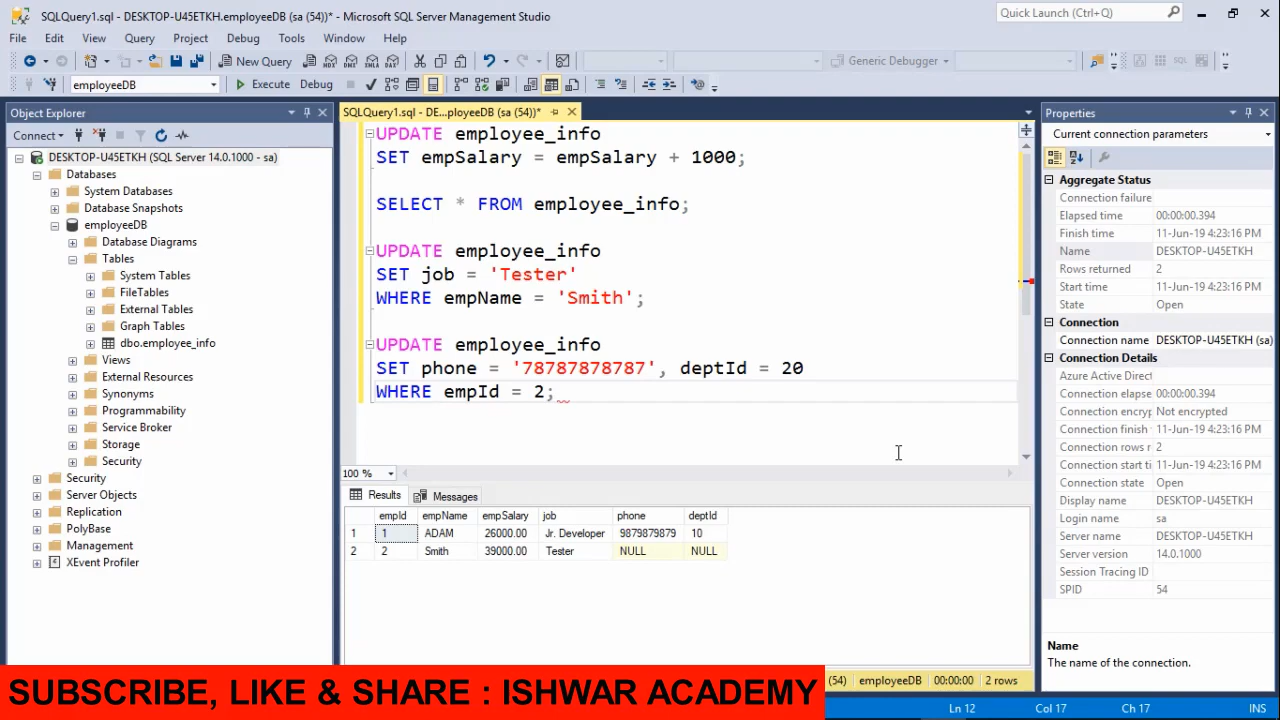 SQLQuery1.sql - DESKTOP-U45ETKH.employeeDB (sa (54))* - Microsoft SQL Server Management Studio
Quick Launch (Ctrl+Q)
File Edit View Query Project Debug Tools Window Help
New Query
Generic Debugger
employeeDB Execute Debug
Object Explorer
Connect
DESKTOP-U45ETKH (SQL Server 14.0.1000 - sa)
Databases
System Databases
Database Snapshots
employeeDB
Database Diagrams
Tables
System Tables
FileTables
External Tables
Graph Tables
dbo.employee_info
Views
External Resources
Synonyms
Programmability
Service Broker
Storage
Security
Security
Server Objects
Replication
PolyBase
Management
XEvent Profiler
SQLQuery1.sql - DE...ployeeDB (sa (54))*
UPDATE employee_info
SET empSalary = empSalary + 1000;
SELECT * FROM employee_info;
UPDATE employee_info
SET job = 'Tester'
WHERE empName = 'Smith';
UPDATE employee_info
SET phone = '78787878787', deptId = 20
WHERE empId = 2;
100 %
Results Messages
empId empName empSalary job phone deptId
1 1 ADAM 26000.00 Jr. Developer 9879879879 10
2 2 Smith 39000.00 Tester NULL NULL
Properties
Current connection parameters
Aggregate Status
Connection failure
Elapsed time 00:00:00.394
Finish time 11-Jun-19 4:23:16 PM
Name DESKTOP-U45ETKH
Rows returned 2
Start time 11-Jun-19 4:23:16 PM
State Open
Connection
Connection name DESKTOP-U45ETKH (sa)
Connection Details
Azure Active Direct
Connection elapse 00:00:00.394
Connection encryp Not encrypted
Connection finish 11-Jun-19 4:23:16 PM
Connection rows r 2
Connection start ti 11-Jun-19 4:23:16 PM
Connection state Open
Display name DESKTOP-U45ETKH
Login name sa
Server name DESKTOP-U45ETKH
Server version 14.0.1000
Session Tracing ID
SPID 54
Name
The name of the connection.
(54) employeeDB 00:00:00 2 rows
SUBSCRIBE, LIKE & SHARE : ISHWAR ACADEMY
Ln 12 Col 17 Ch 17 INS